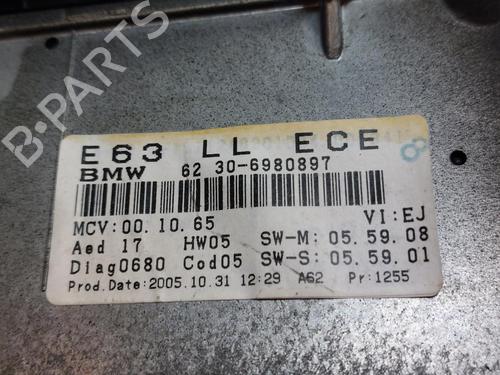 B-PARTS
E63 LL ECE
BMW 62 30-6980897
MCV:00.10.65 VI:EJ
Aed 17 HW05 SW-M: 05.59.08
Diag0680 Cod05 SW-S: 05.59.01
Prod.Date:2005.10.31 12:29 A62 Pr:1255